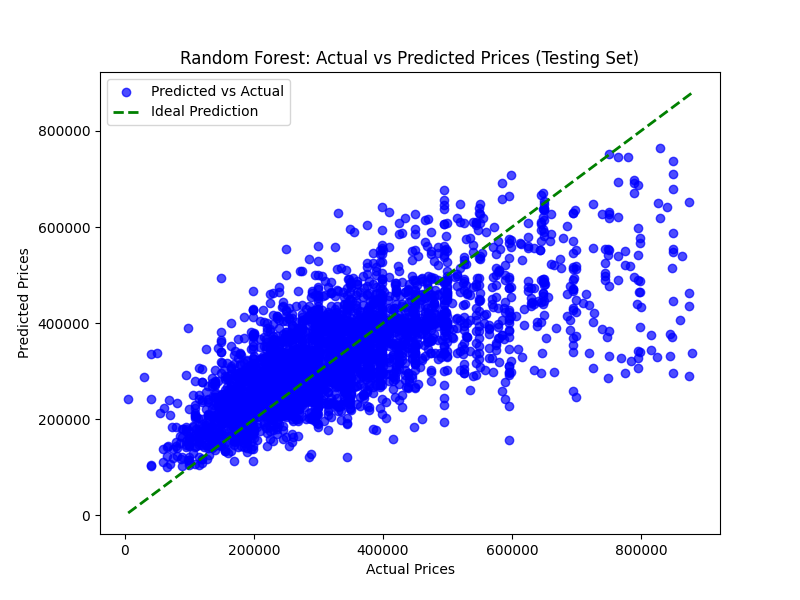 Random Forest: Actual vs Predicted Prices (Testing Set)
Predicted vs Actual
Ideal Prediction
Predicted Prices
800000
600000
400000
200000
0
0 200000 400000 600000 800000
Actual Prices